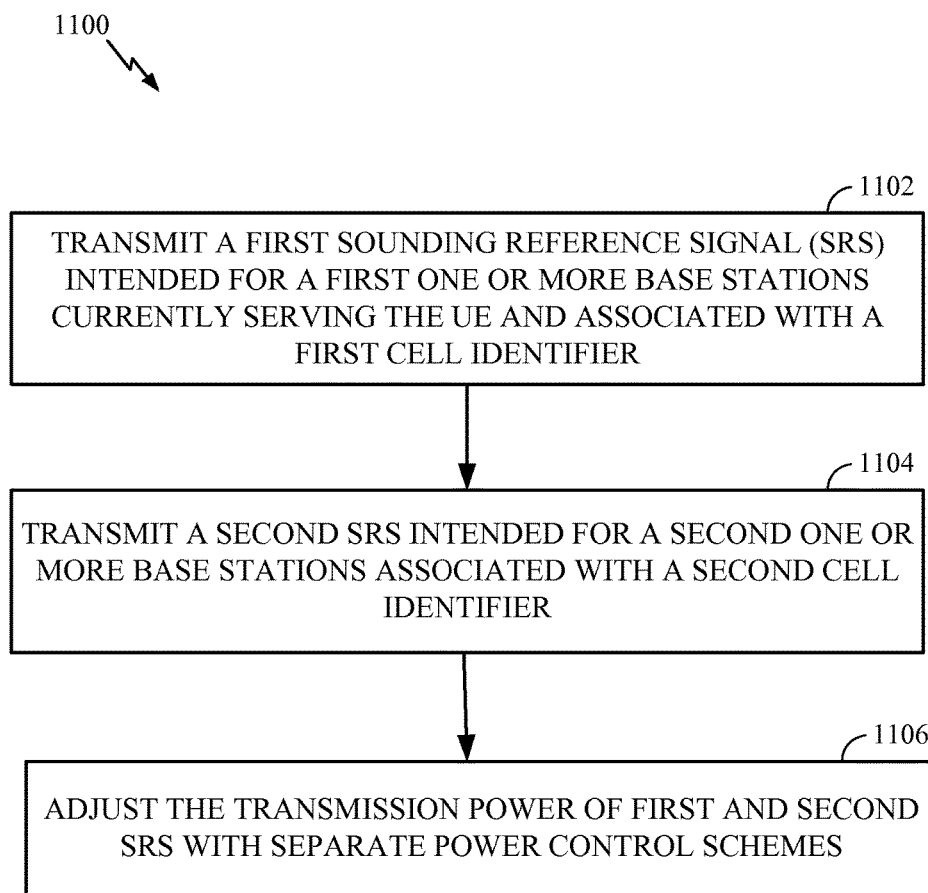 1100
1102
TRANSMIT A FIRST SOUNDING REFERENCE SIGNAL (SRS)
INTENDED FOR A FIRST ONE OR MORE BASE STATIONS
CURRENTLY SERVING THE UE AND ASSOCIATED WITH A
FIRST CELL IDENTIFIER
1104
TRANSMIT A SECOND SRS INTENDED FOR A SECOND ONE OR
MORE BASE STATIONS ASSOCIATED WITH A SECOND CELL
IDENTIFIER
1106
ADJUST THE TRANSMISSION POWER OF FIRST AND SECOND
SRS WITH SEPARATE POWER CONTROL SCHEMES